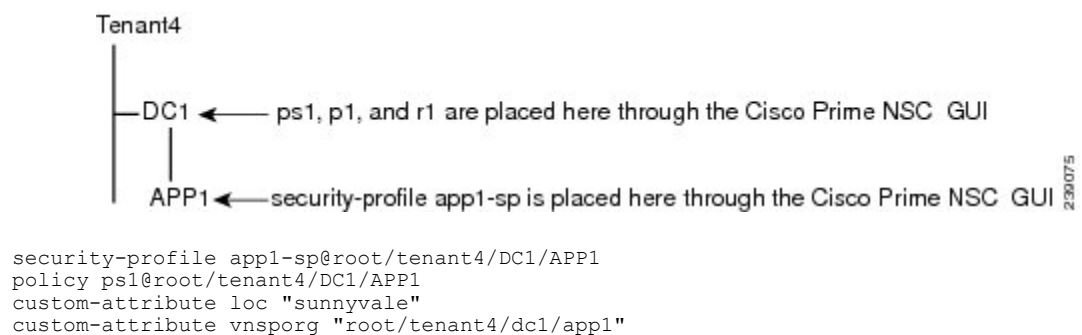 Tenant4
DC1 ps1, p1, and r1 are placed here through the Cisco Prime NSC GUI
APP1 security-profile app1-sp is placed here through the Cisco Prime NSC GUI
239075
security-profile app1-sp@root/tenant4/DC1/APP1
policy ps1@root/tenant4/DC1/APP1
custom-attribute loc "sunnyvale"
custom-attribute vnsporg "root/tenant4/dc1/app1"